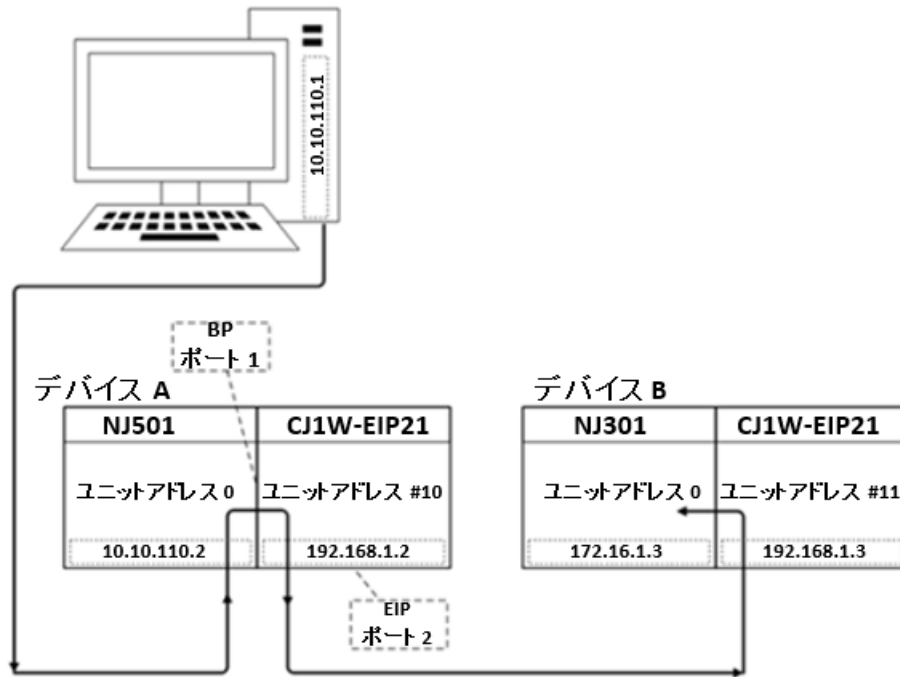 10.10.110.1
BP
ポート 1
デバイス A
NJ501
CJ1W-EIP21
ユニットアドレス 0
ユニットアドレス #10
10.10.110.2
192.168.1.2
EIP
ポート 2
デバイス B
NJ301
CJ1W-EIP21
ユニットアドレス 0
ユニットアドレス #11
172.16.1.3
192.168.1.3